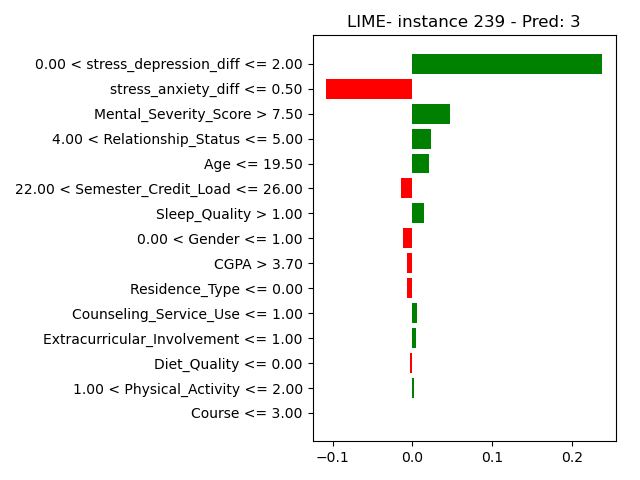 LIME- instance 239 - Pred: 3
0.00 < stress_depression_diff <= 2.00
stress_anxiety_diff <= 0.50
Mental_Severity_Score > 7.50
4.00 < Relationship_Status <= 5.00
Age <= 19.50
22.00 < Semester_Credit_Load <= 26.00
Sleep_Quality > 1.00
0.00 < Gender <= 1.00
CGPA > 3.70
Residence_Type <= 0.00
Counseling_Service_Use <= 1.00
Extracurricular_Involvement <= 1.00
Diet_Quality <= 0.00
1.00 < Physical_Activity <= 2.00
Course <= 3.00
−0.1 0.0 0.1 0.2